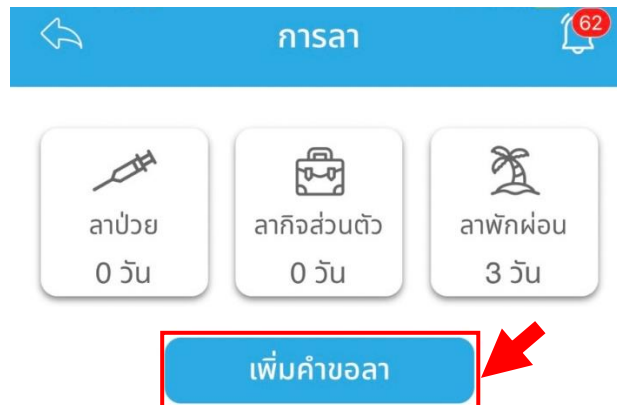 การลา
62
ลาป่วย
ลากิจส่วนตัว
ลาพักผ่อน
0 วัน
0 วัน
3 วัน
เพิ่มคำขอลา